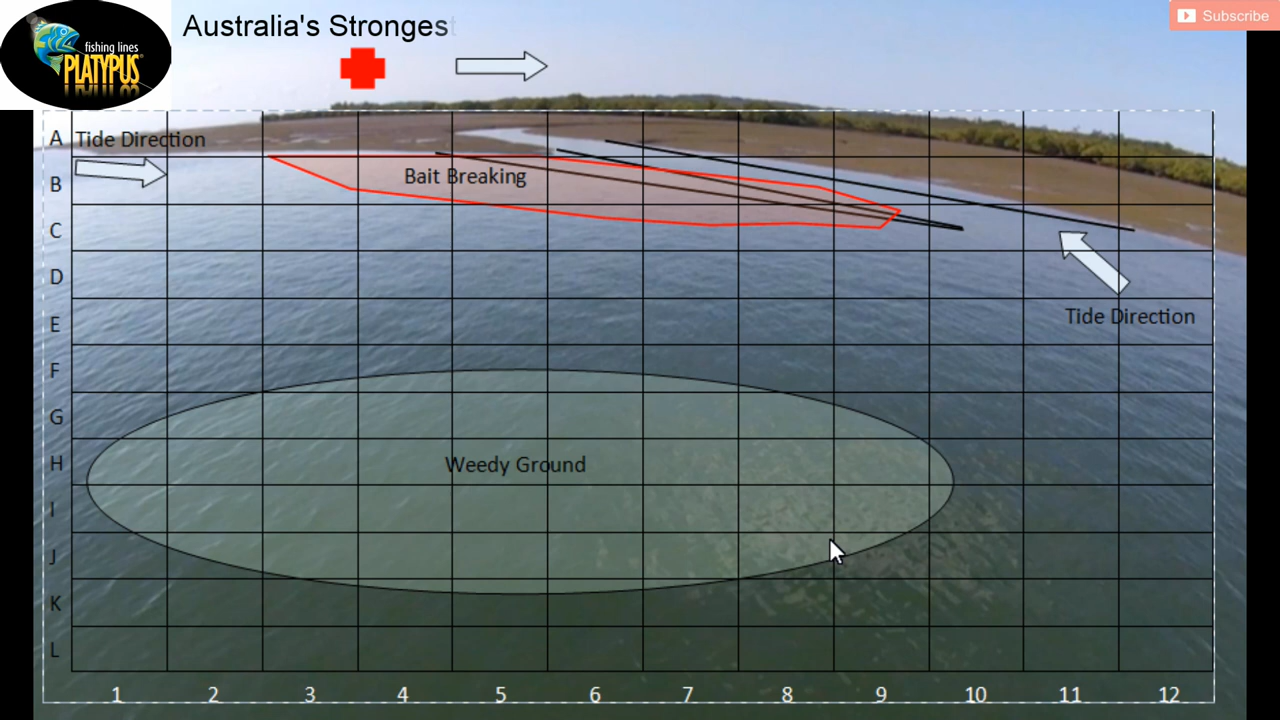 Australia's Strongest
Subscribe
fishing lines
PLATYPUS
A
Tide Direction
B
Bait Breaking
C
D
E
Tide Direction
F
G
H
Weedy Ground
I
J
K
L
1 2 3 4 5 6 7 8 9 10 11 12